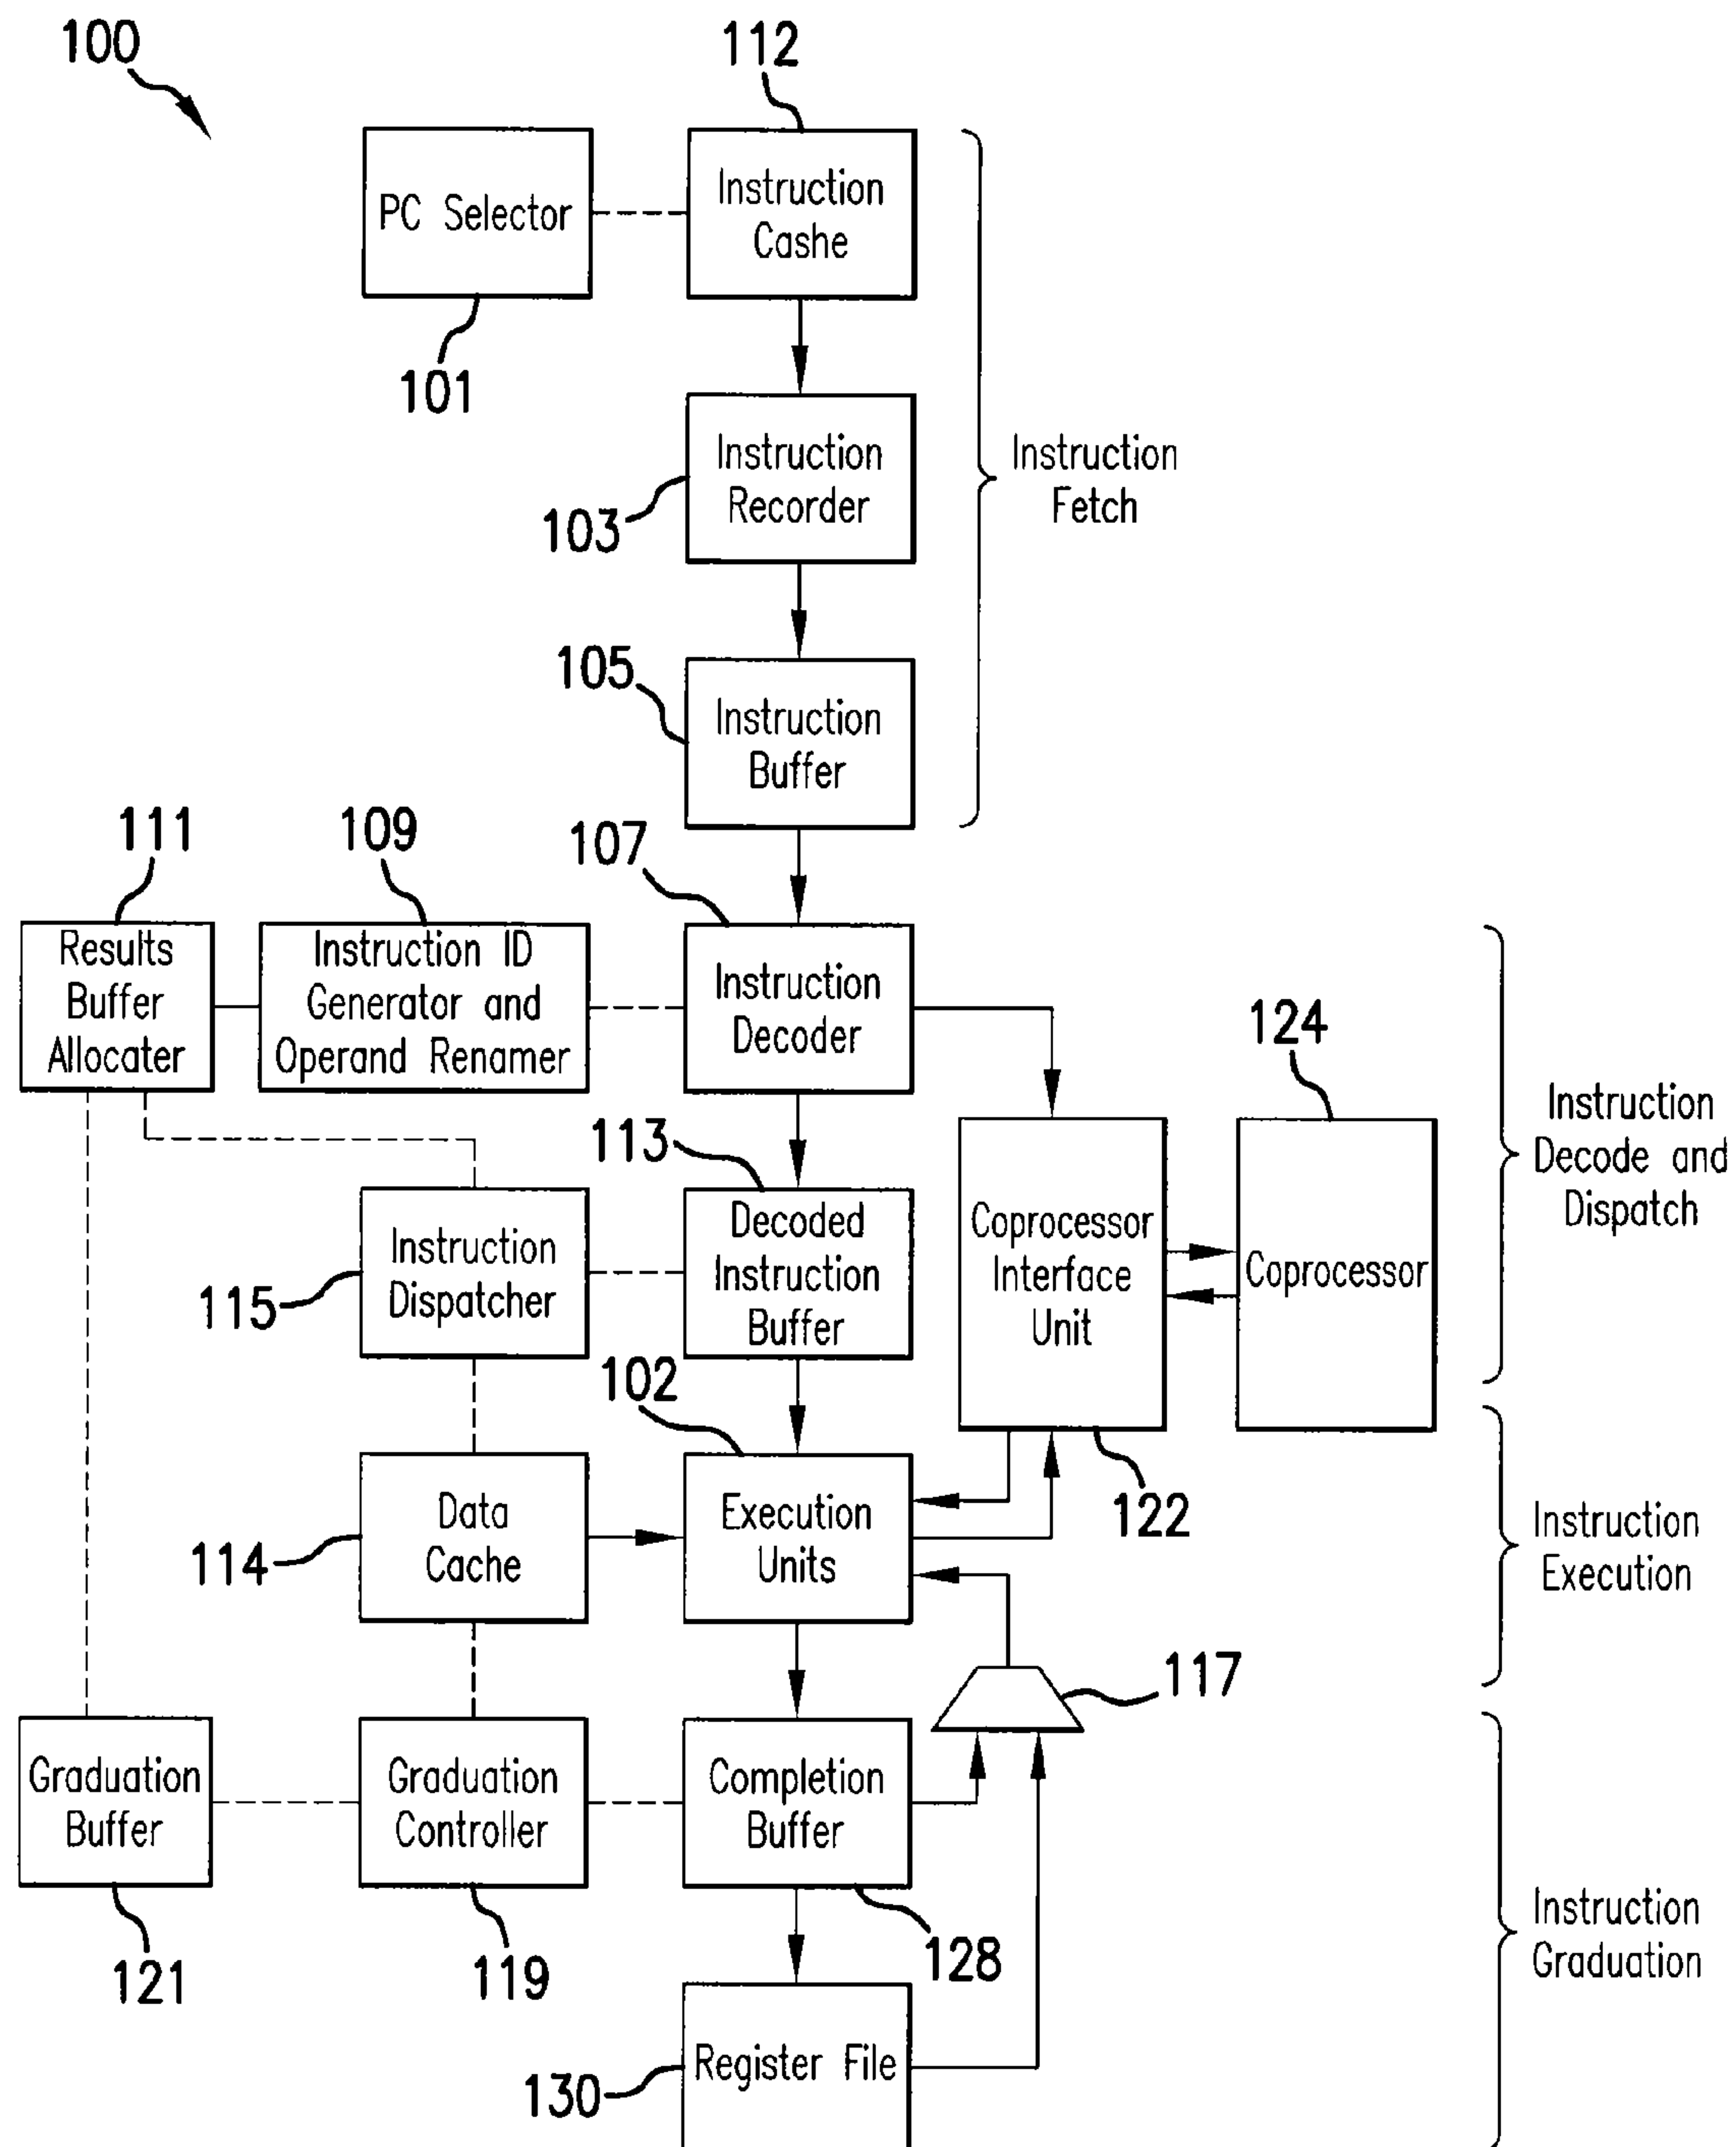 100
112
PC Selector
Instruction
Cashe
101
Instruction
Recorder
103
Instruction
Fetch
105
Instruction
Buffer
111
109
107
Results
Buffer
Allocater
Instruction ID
Generator and
Operand Renamer
Instruction
Decoder
124
113
Instruction
Decode and
Dispatch
Instruction
Dispatcher
115
Decoded
Instruction
Buffer
Coprocessor
Interface
Unit
Coprocessor
102
122
Data
Cache
114
Execution
Units
Instruction
Execution
117
Graduation
Buffer
Graduation
Controller
Completion
Buffer
121
119
128
Instruction
Graduation
Register File
130